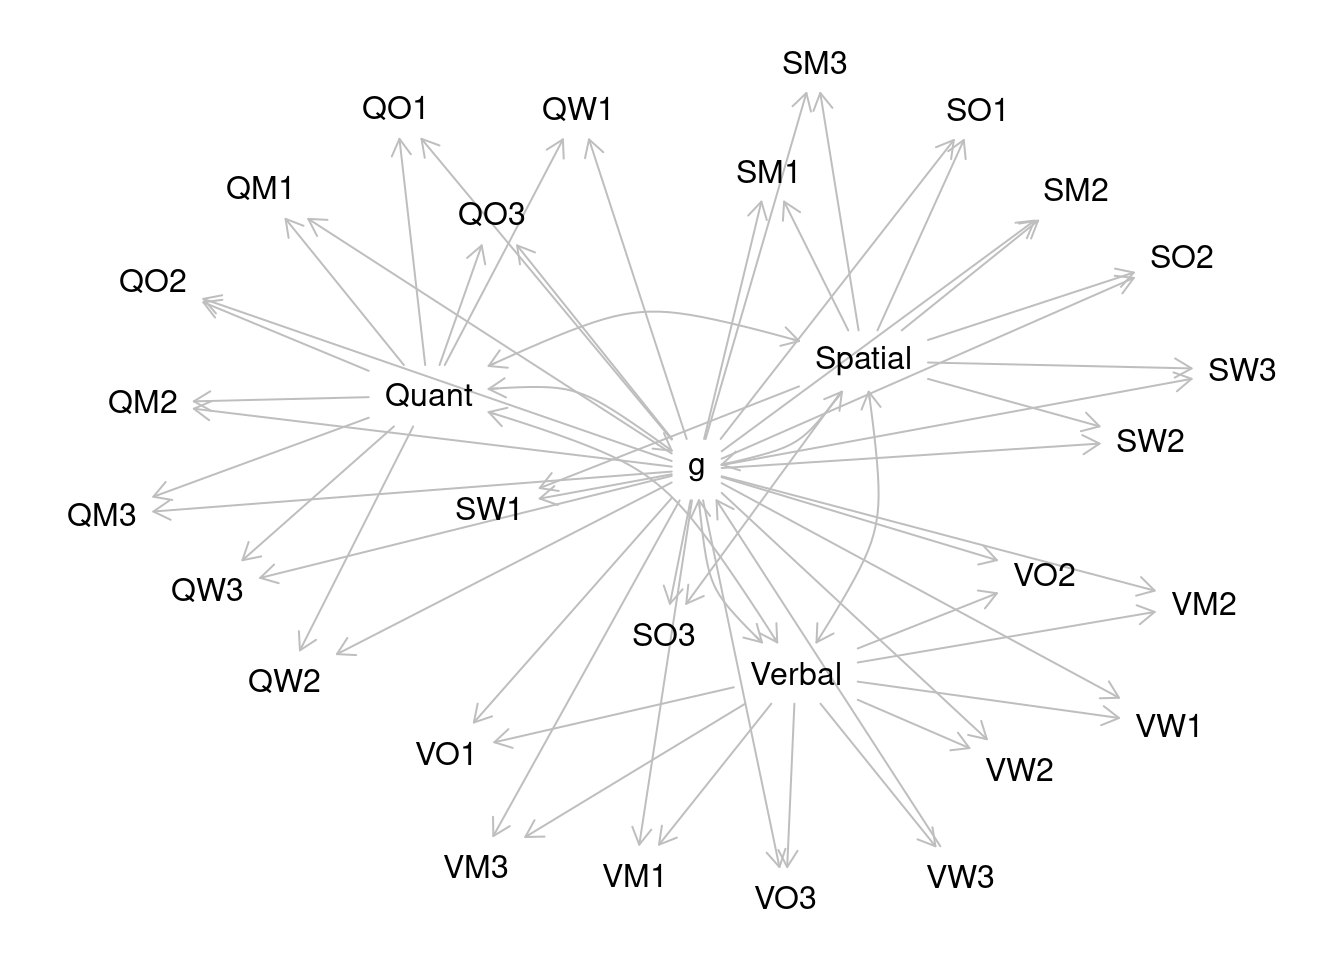 SM3
QO1
QW1
SO1
SM1
QM1
SM2
QO3
SO2
QO2
Spatial
SW3
Quant
QM2
SW2
g
SW1
QM3
VO2
QW3
VM2
SO3
Verbal
QW2
VW1
VO1
VW2
VM3
VM1
VW3
VO3